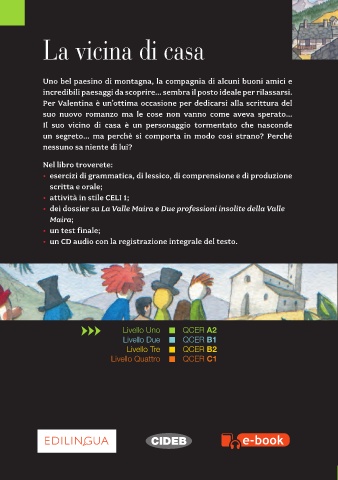 La vicina di casa
Uno bel paesino di montagna, la compagnia di alcuni buoni amici e
incredibili paesaggi da scoprire... sembra il posto ideale per rilassarsi.
Per Valentina è un'ottima occasione per dedicarsi alla scrittura del
suo nuovo romanzo ma le cose non vanno come aveva sperato...
Il suo vicino di casa è un personaggio tormentato che nasconde
un segreto... ma perché si comporta in modo così strano? Perché
nessuno sa niente di lui?
Nel libro troverete:
• esercizi di grammatica, di lessico, di comprensione e di produzione
scritta e orale;
• attività in stile CELI 1;
• dei dossier su La Valle Maira e Due professioni insolite della Valle
Maira;
• un test finale;
• un CD audio con la registrazione integrale del testo.
Livello Uno QCER A2
Livello Due QCER B1
Livello Tre QCER B2
Livello Quattro QCER C1
EDILINGUA CIDEB e-book